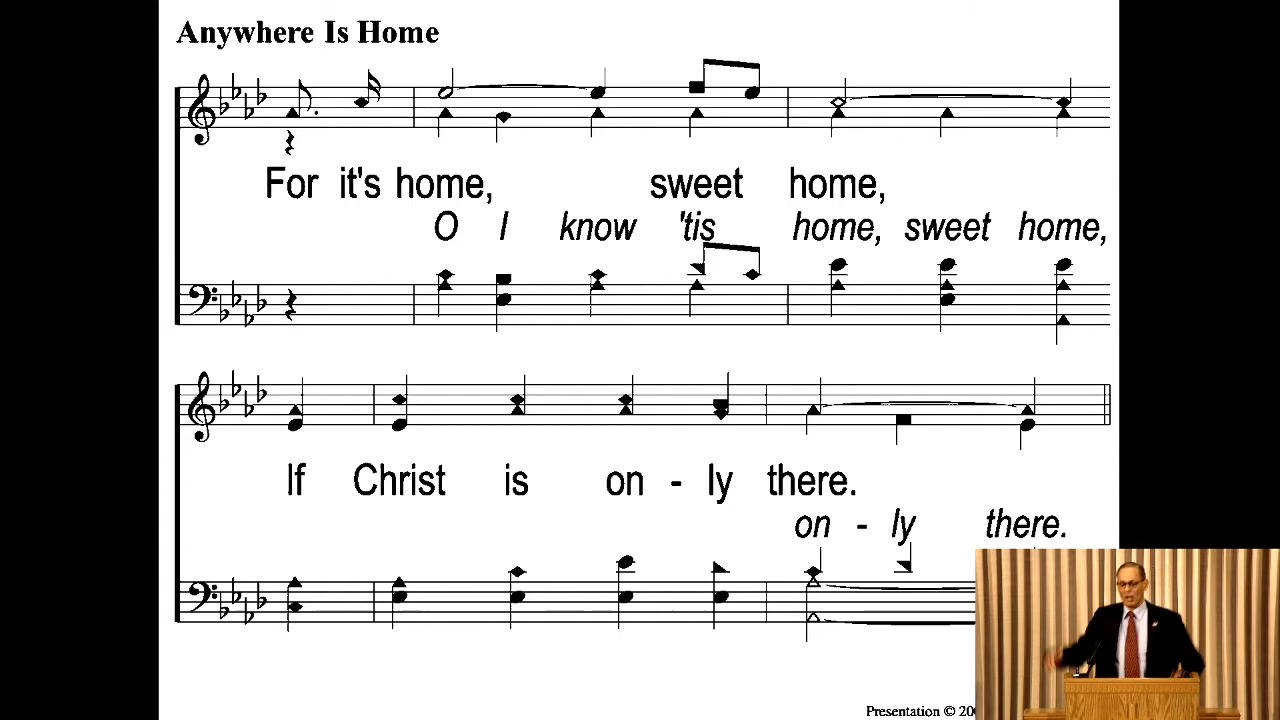 Anywhere Is Home
For it's home, sweet home,
O I know 'tis home, sweet home,
If Christ is on - ly there.
on - ly there.
Presentation ©